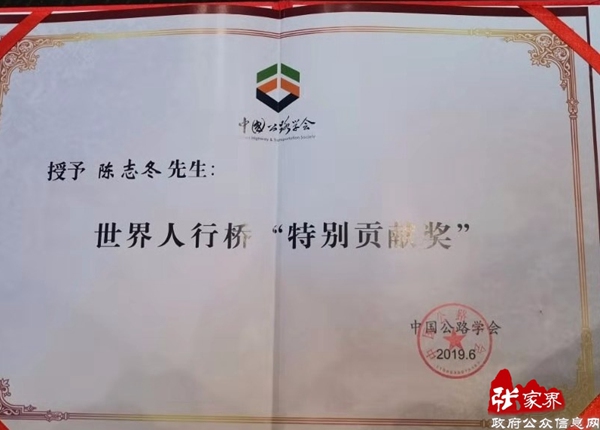 中国公路学会
授予 陈志冬 先生：
世界人行桥“特别贡献奖”
中国公路学会
2019.6
张家界
政府公众信息网